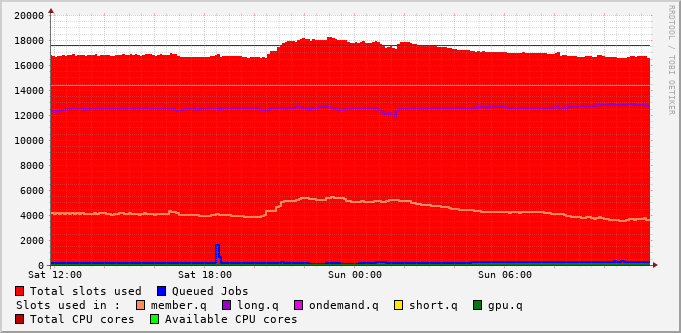 20000
18000
16000
14000
12000
10000
8000
6000
4000
2000
0
Sat 12:00 Sat 18:00 Sun 00:00 Sun 06:00
Total slots used Queued Jobs
Slots used in : member.q long.q ondemand.q short.q gpu.q
Total CPU cores Available CPU cores
RRDTOOL / TOBI OETIKER